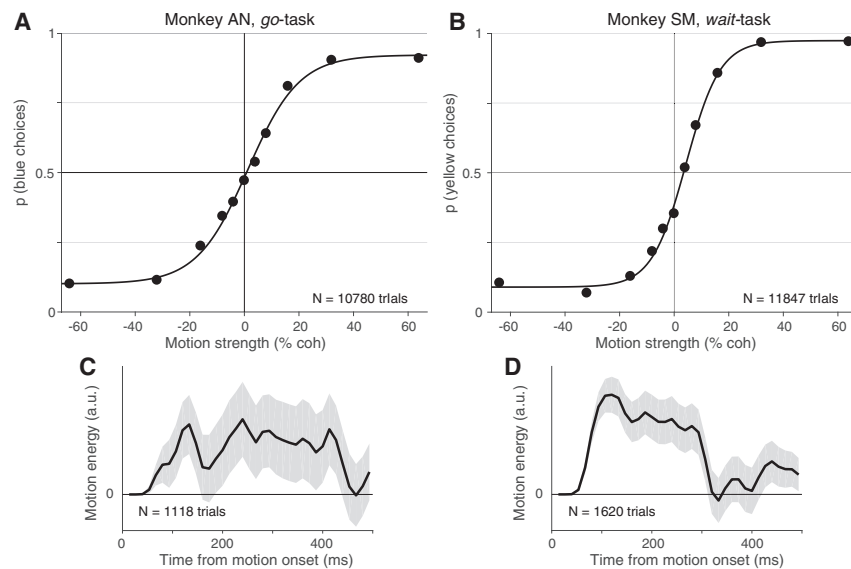 A
Monkey AN, go-task
p (blue choices)
1
0.5
0
N = 10780 trIals
-60
-40
-20
0
20
40
60
Motion strength (% coh)
B
Monkey SM, wait-task
p (yellow choices)
1
0.5
0
N = 11847 trIals
-60
-40
-20
0
20
40
60
Motion strength (% coh)
C
Motion energy (a.u.)
0
N = 1118 trials
0
200
400
Time from motion onset (ms)
D
Motion energy (a.u.)
0
N = 1620 trials
0
200
400
Time from motion onset (ms)